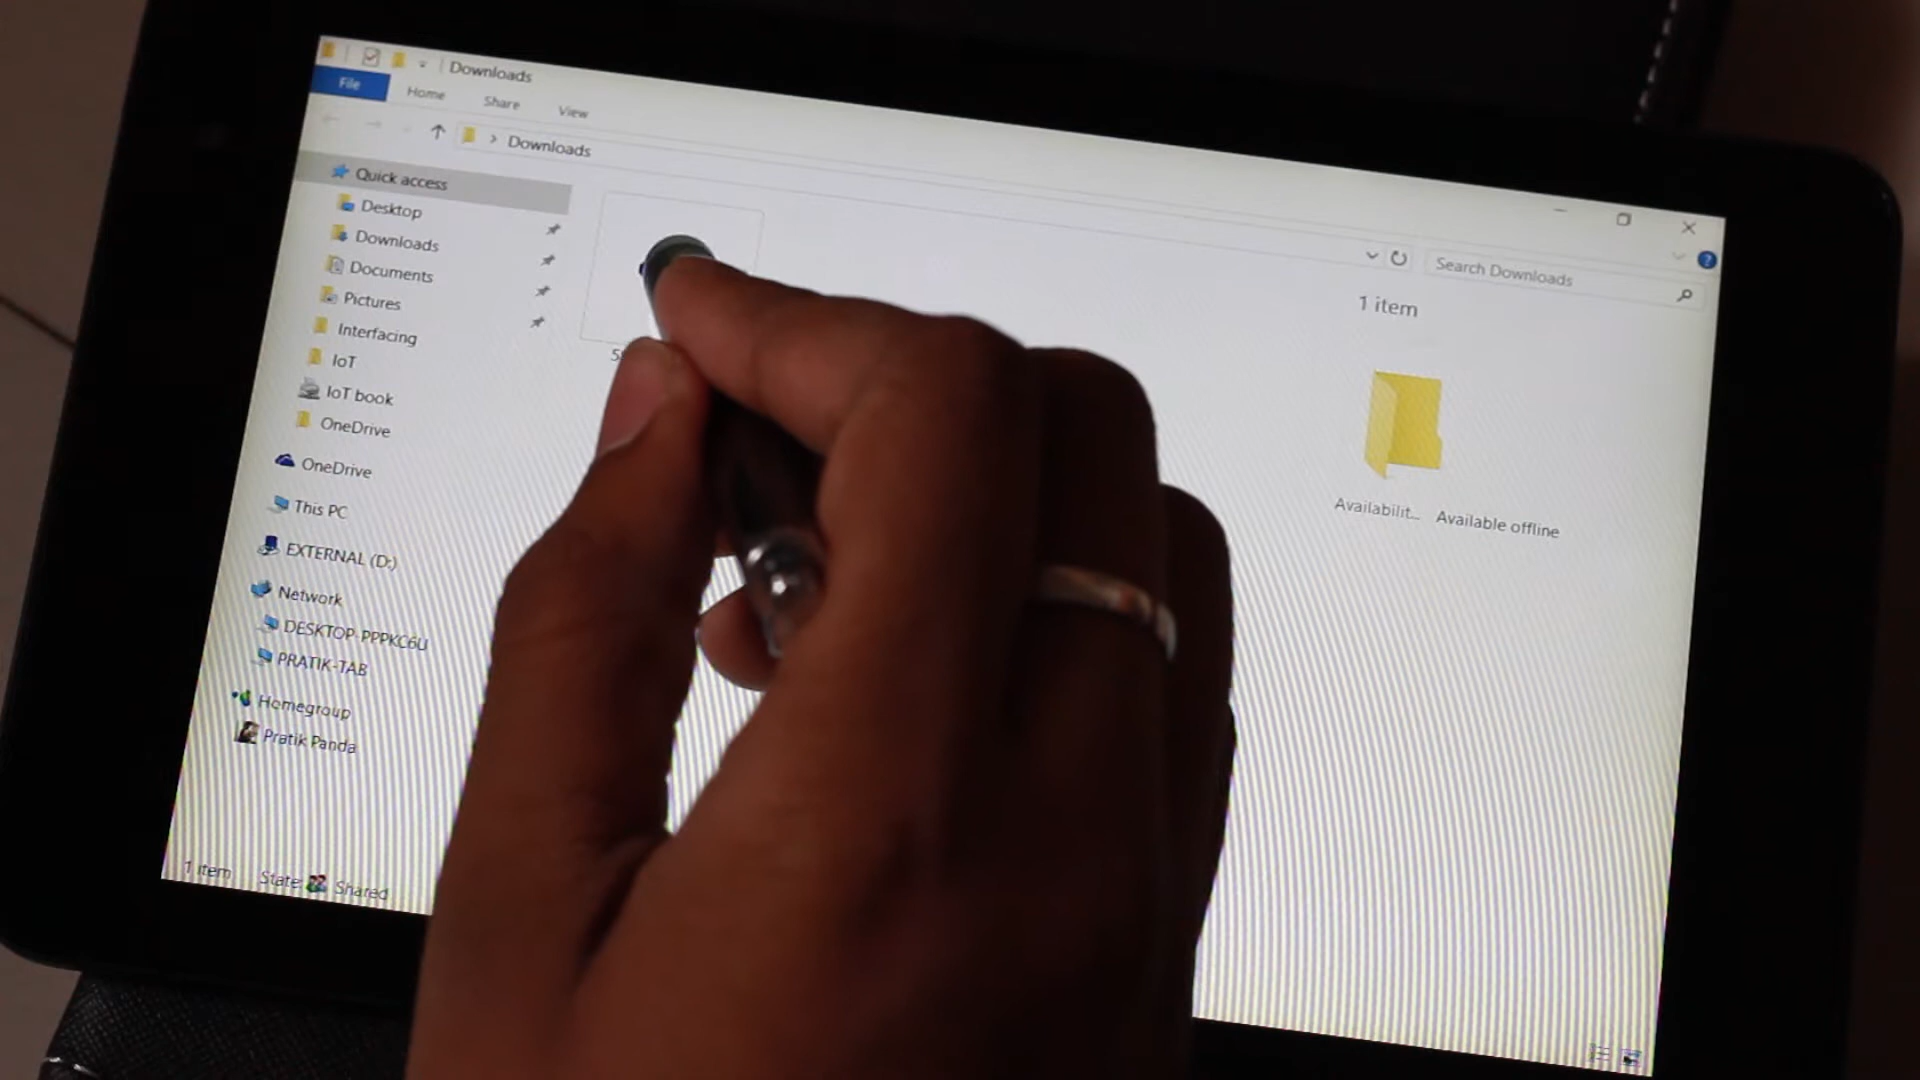 Downloads
File Home Share View
Downloads
Search Downloads
Quick access
Desktop
Downloads
Documents
Pictures
Interfacing
IoT
IoT book
OneDrive
OneDrive
This PC
EXTERNAL (D:)
Network
DESKTOP-PPPKC6U
PRATIK-TAB
Homegroup
Pratik Panda
1 item
Availabilit... Available offline
1 item State: Shared